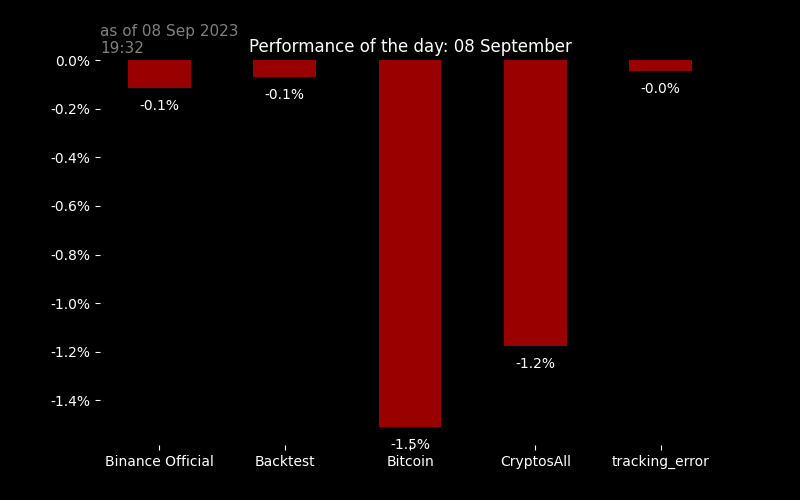 as of 08 Sep 2023
19:32
Performance of the day: 08 September
0.0%
-0.2%
-0.4%
-0.6%
-0.8%
-1.0%
-1.2%
-1.4%
-0.1%
-0.1%
-1.5%
-1.2%
-0.0%
Binance Official
Backtest
Bitcoin
CryptosAll
tracking_error